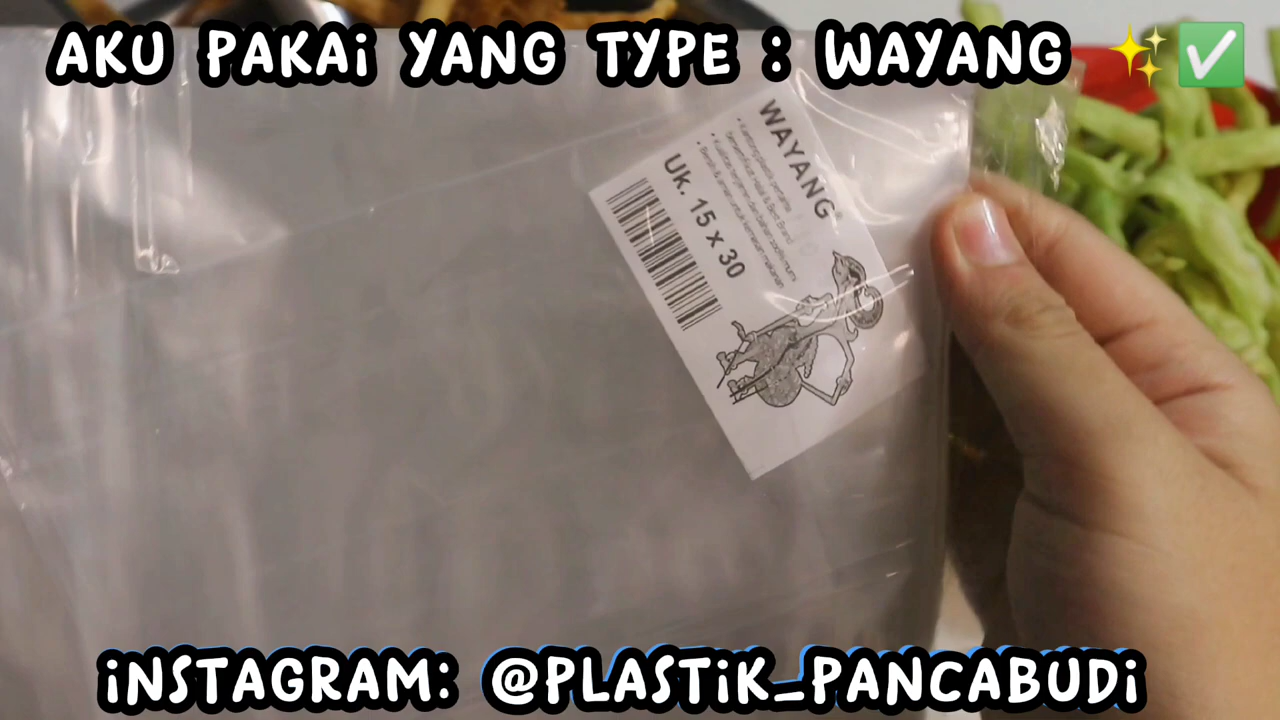 AKU PAKAI YANG TYPE : WAYANG ✨✅
WAYANG®
Uk. 15 x 30
INSTAGRAM: @PLASTIK_PANCABUDI